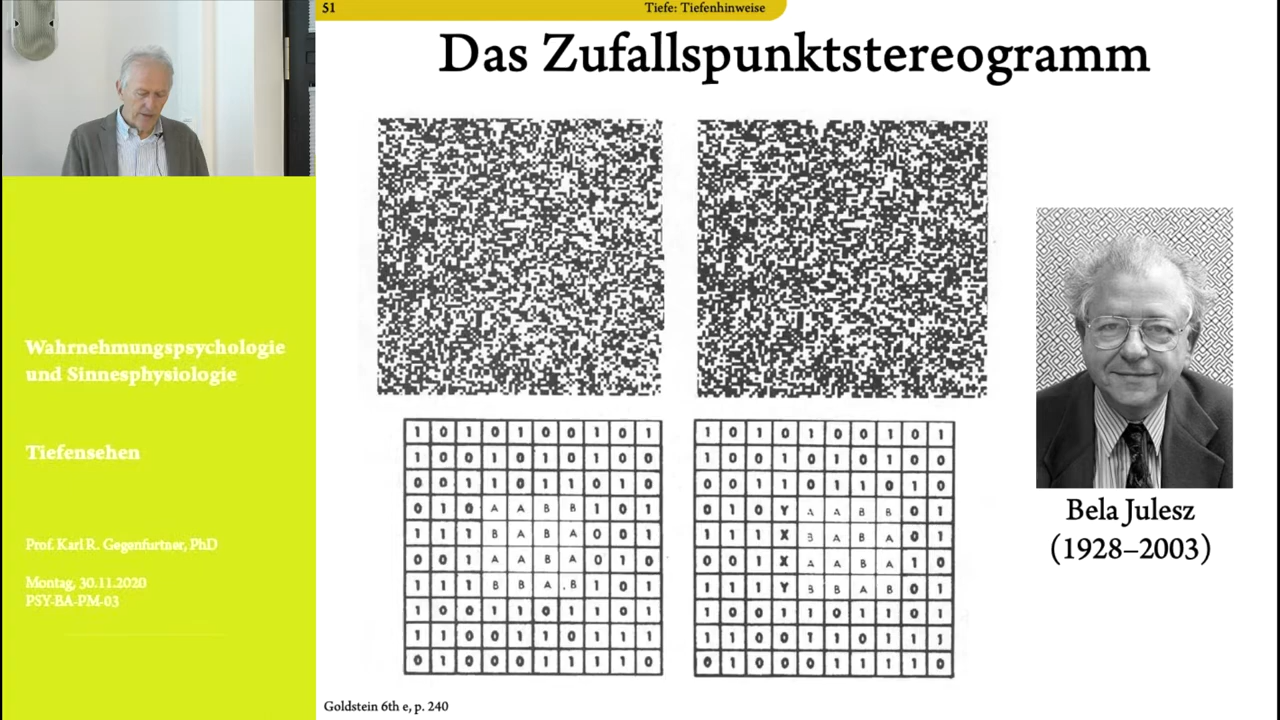 51
Tiefe: Tiefenhinweise
Das Zufallspunktstereogramm
Wahrnehmungspsychologie
und Sinnesphysiologie
Tiefensehen
Prof. Karl R. Gegenfurtner, PhD
Montag, 30.11.2020
PSY-BA-PM-03
1 0 1 0 1 0 0 1 0 1
1 0 0 1 0 1 0 1 0 0
0 0 1 1 0 1 1 0 1 0
0 1 0 A A B B 1 0 1
1 1 1 B A B A 0 0 1
0 0 1 A A B A 0 1 0
1 1 1 B B A B 1 0 1
1 0 0 1 1 0 1 1 0 1
1 1 0 0 1 1 0 1 1 1
0 1 0 0 0 1 1 1 1 0
1 0 1 0 1 0 0 1 0 1
1 0 0 1 0 1 0 1 0 0
0 0 1 1 0 1 1 0 1 0
0 1 0 Y A A B B 0 1
1 1 1 X B A B A 0 1
0 0 1 X A A B A 1 0
1 1 1 Y B B A B 0 1
1 0 0 1 1 0 1 1 0 1
1 1 0 0 1 1 0 1 1 1
0 1 0 0 0 1 1 1 1 0
Bela Julesz
(1928–2003)
Goldstein 6th e, p. 240